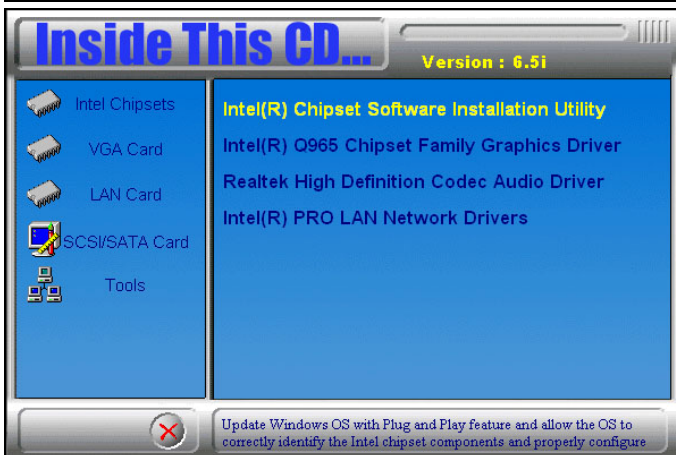 Inside This CD...
Version : 6.5i
Intel Chipsets
VGA Card
LAN Card
SCSI/SATA Card
Tools
Intel(R) Chipset Software Installation Utility
Intel(R) Q965 Chipset Family Graphics Driver
Realtek High Definition Codec Audio Driver
Intel(R) PRO LAN Network Drivers
Update Windows OS with Plug and Play feature and allow the OS to
correctly identify the Intel chipset components and properly configure